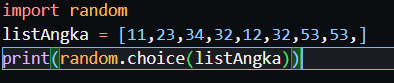 import random
listAngka = [11,23,34,32,12,32,53,53,]
print(random.choice(listAngka))